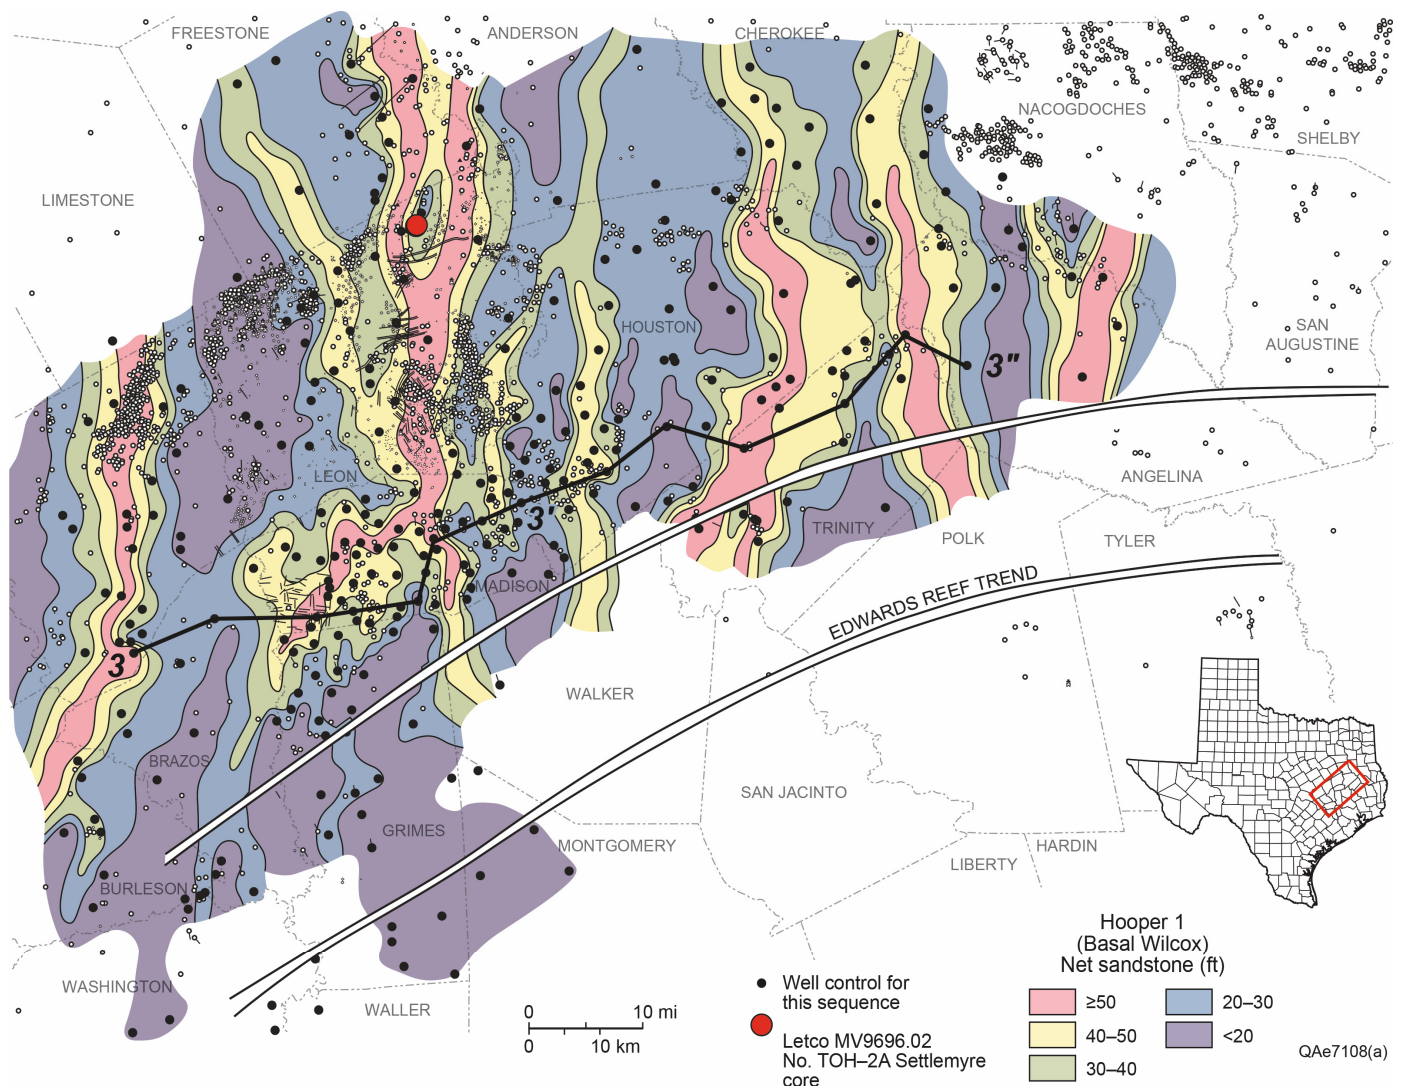 FREESTONE
ANDERSON
CHEROKEE
NACOGDOCHES
SHELBY
LIMESTONE
HOUSTON
SAN
AUGUSTINE
3"
LEON
ANGELINA
3'
TRINITY
POLK
TYLER
MADISON
EDWARDS REEF TREND
3
WALKER
BRAZOS
SAN JACINTO
GRIMES
MONTGOMERY
HARDIN
LIBERTY
BURLESON
WASHINGTON
WALLER
Hooper 1
(Basal Wilcox)
Net sandstone (ft)
≥50
20–30
40–50
<20
30–40
Well control for
this sequence
Letco MV9696.02
No. TOH–2A Settlemyre
core
0 10 mi
0 10 km
QAe7108(a)